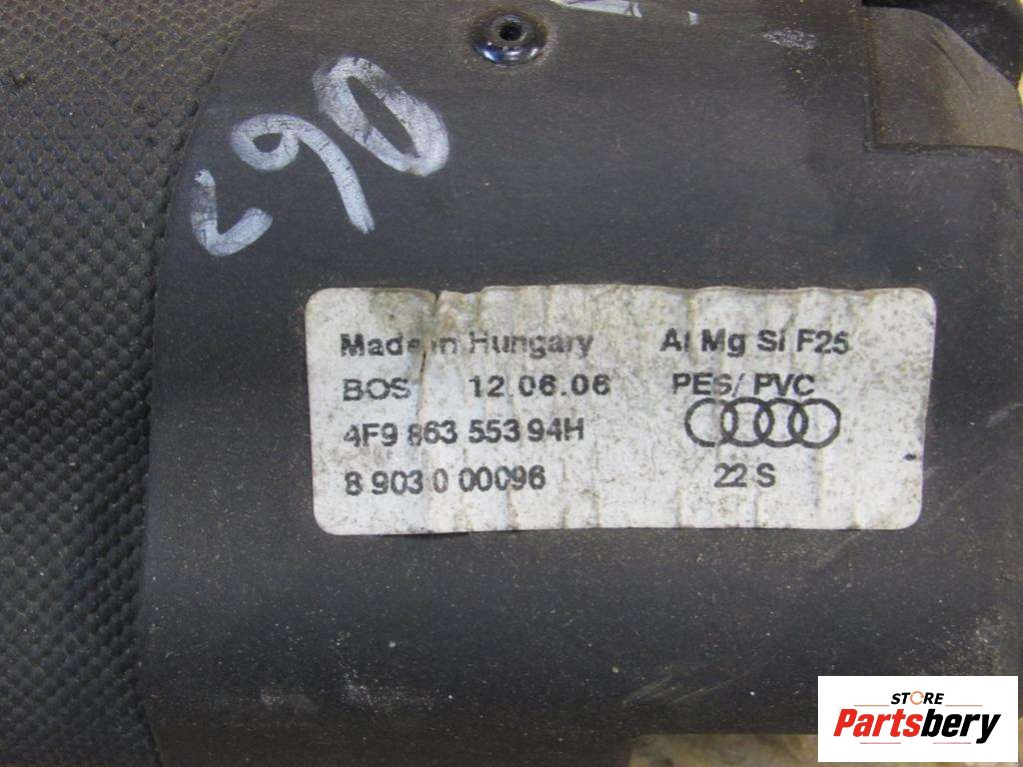 Made in Hungary Al Mg Si F25
BOS 12.06.06 PES/PVC
4F9 863 553 94H
8 903 0 00096 22 S
STORE
Partsbery